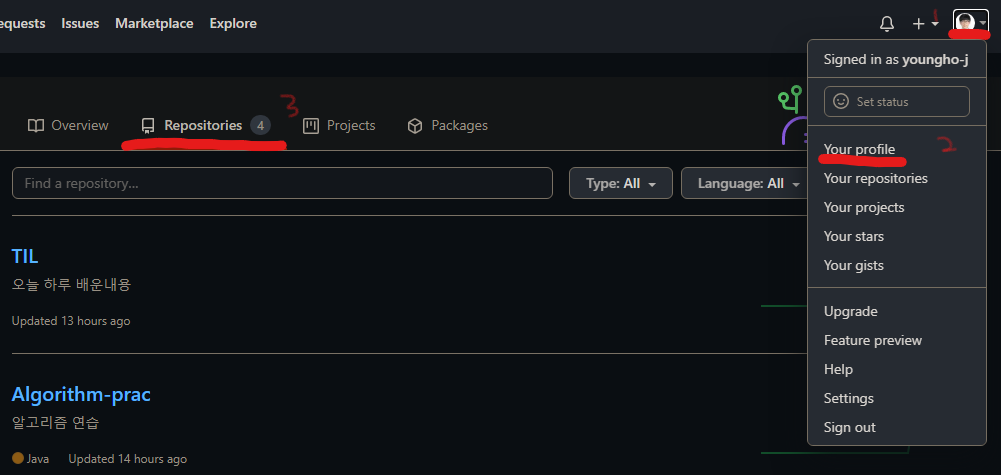 equests Issues Marketplace Explore
1
Signed in as youngho-j
Set status
Your profile 2
Your repositories
Your projects
Your stars
Your gists
Upgrade
Feature preview
Help
Settings
Sign out
3
Overview Repositories 4 Projects Packages
Find a repository... Type: All Language: All
TIL
오늘 하루 배운내용
Updated 13 hours ago
Algorithm-prac
알고리즘 연습
Java Updated 14 hours ago